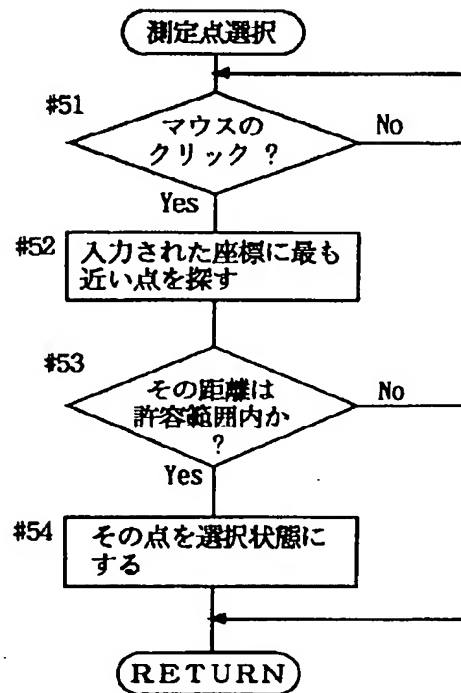 測定点選択
#51
マウスの
クリック ?
No
Yes
#52
入力された座標に最も
近い点を探す
#53
その距離は
許容範囲内か
?
No
Yes
#54
その点を選択状態に
する
RETURN